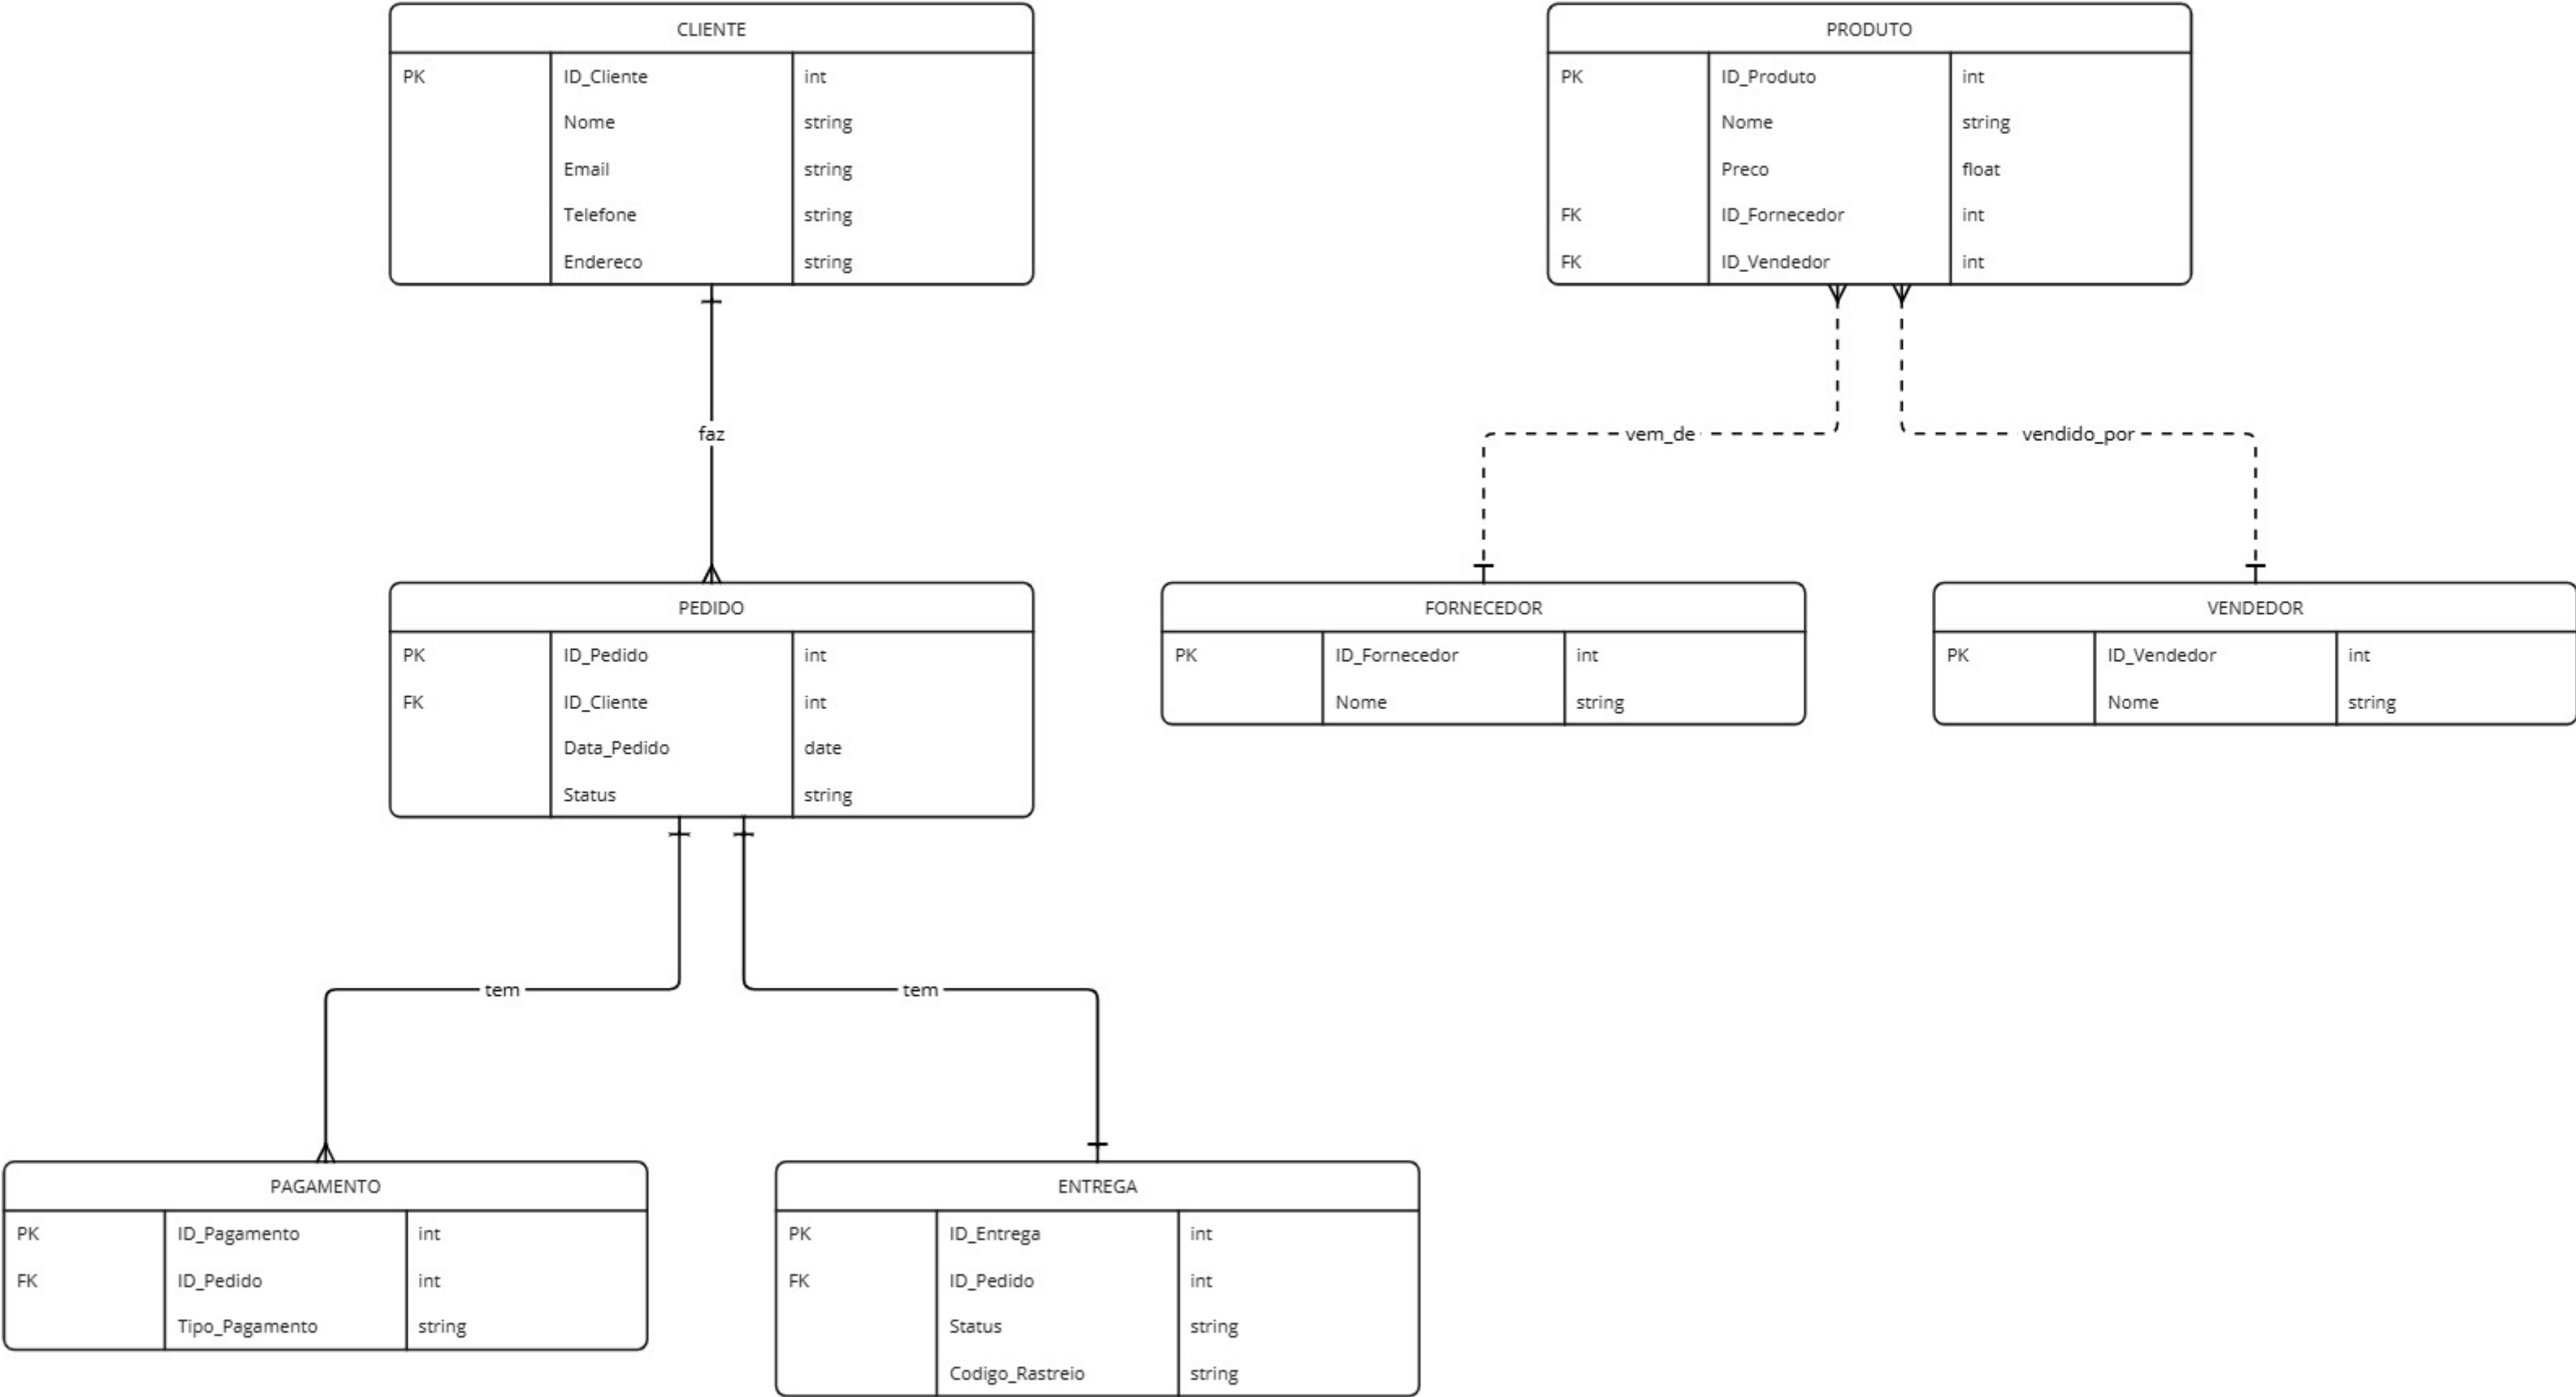 CLIENTE
PK ID_Cliente int
Nome string
Email string
Telefone string
Endereco string
PRODUTO
PK ID_Produto int
Nome string
Preco float
FK ID_Fornecedor int
FK ID_Vendedor int
faz
vem_de
vendido_por
PEDIDO
PK ID_Pedido int
FK ID_Cliente int
Data_Pedido date
Status string
FORNECEDOR
PK ID_Fornecedor int
Nome string
VENDEDOR
PK ID_Vendedor int
Nome string
tem
tem
PAGAMENTO
PK ID_Pagamento int
FK ID_Pedido int
Tipo_Pagamento string
ENTREGA
PK ID_Entrega int
FK ID_Pedido int
Status string
Codigo_Rastreio string